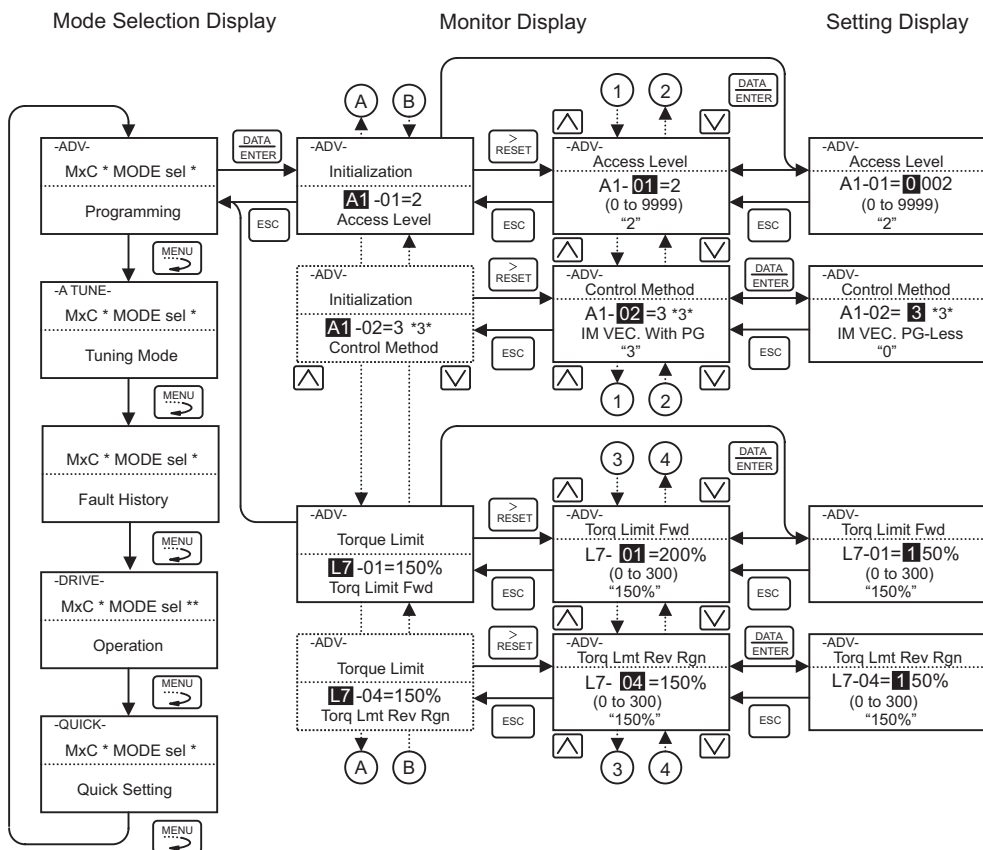 Mode Selection Display
Monitor Display
Setting Display
-ADV-
MxC * MODE sel *
Programming
DATA
ENTER
ESC
MENU
-A TUNE-
MxC * MODE sel *
Tuning Mode
MENU
MxC * MODE sel *
Fault History
MENU
-DRIVE-
MxC * MODE sel **
Operation
MENU
-QUICK-
MxC * MODE sel *
Quick Setting
MENU
A
B
-ADV-
Initialization
A1 -01=2
Access Level
>
RESET
ESC
-ADV-
Initialization
A1 -02=3 *3*
Control Method
>
RESET
ESC
-ADV-
Torque Limit
L7 -01=150%
Torq Limit Fwd
>
RESET
ESC
-ADV-
Torque Limit
L7 -04=150%
Torq Lmt Rev Rgn
>
RESET
ESC
A
B
1
2
DATA
ENTER
-ADV-
Access Level
A1- 01 =2
(0 to 9999)
“2”
ESC
-ADV-
Control Method
A1- 02 =3 *3*
IM VEC. With PG
“3”
DATA
ENTER
ESC
1
2
3
4
DATA
ENTER
-ADV-
Torq Limit Fwd
L7- 01 =200%
(0 to 300)
“150%”
ESC
-ADV-
Torq Lmt Rev Rgn
L7- 04 =150%
(0 to 300)
“150%”
DATA
ENTER
ESC
3
4
-ADV-
Access Level
A1-01= 0 002
(0 to 9999)
“2”
-ADV-
Control Method
A1-02= 3 *3*
IM VEC. PG-Less
“0”
-ADV-
Torq Limit Fwd
L7-01= 1 50%
(0 to 300)
“150%”
-ADV-
Torq Lmt Rev Rgn
L7-04= 1 50%
(0 to 300)
“150%”